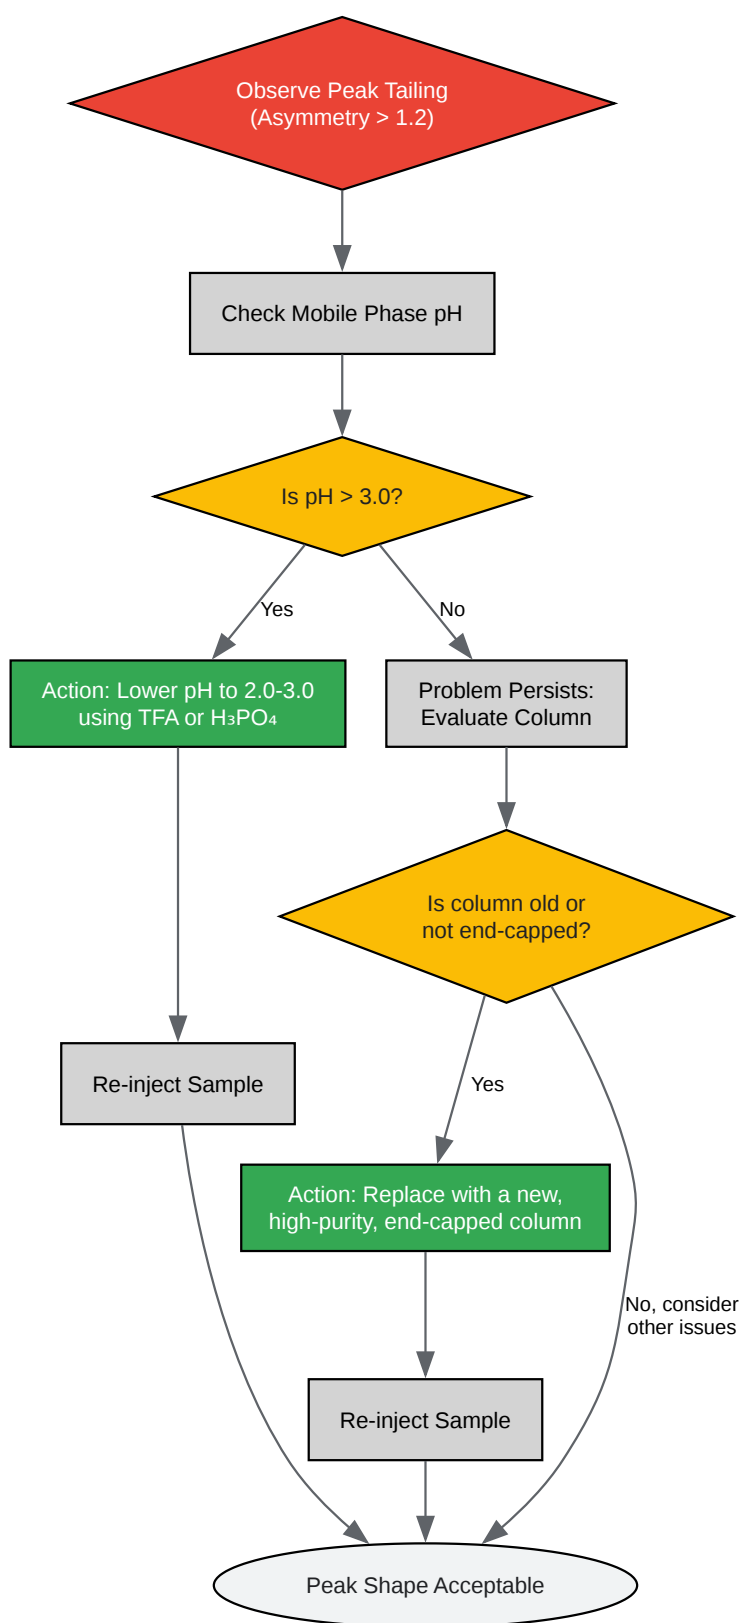 Observe Peak Tailing
(Asymmetry > 1.2)
Check Mobile Phase pH
Is pH > 3.0?
Yes
No
Action: Lower pH to 2.0-3.0
using TFA or H₃PO₄
Problem Persists:
Evaluate Column
Is column old or
not end-capped?
Re-inject Sample
Yes
Action: Replace with a new,
high-purity, end-capped column
No, consider
other issues
Re-inject Sample
Peak Shape Acceptable